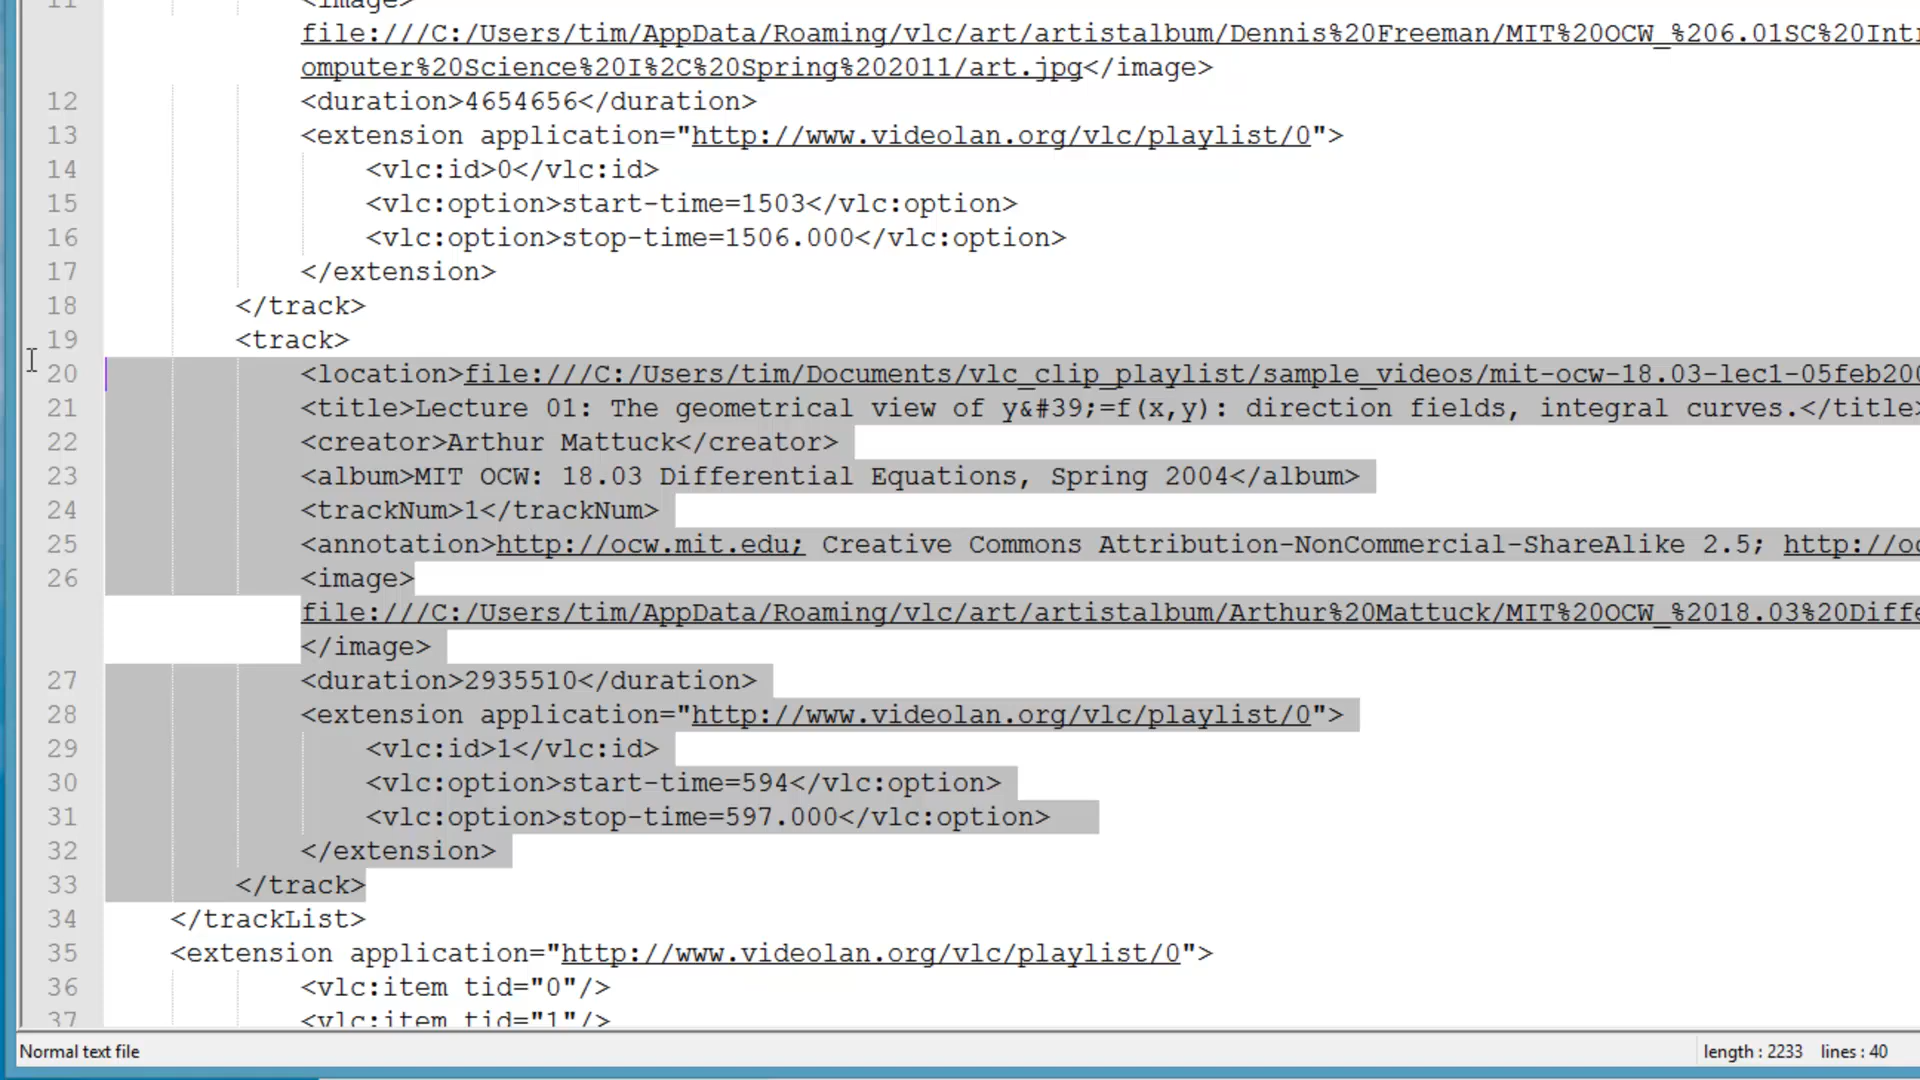 11 <image>
file:///C:/Users/tim/AppData/Roaming/vlc/art/artistalbum/Dennis%20Freeman/MIT%20OCW_%206.01SC%20Intr
omputer%20Science%20I%2C%20Spring%202011/art.jpg</image>
12 <duration>4654656</duration>
13 <extension application="http://www.videolan.org/vlc/playlist/0">
14 <vlc:id>0</vlc:id>
15 <vlc:option>start-time=1503</vlc:option>
16 <vlc:option>stop-time=1506.000</vlc:option>
17 </extension>
18 </track>
19 <track>
20 <location>file:///C:/Users/tim/Documents/vlc_clip_playlist/sample_videos/mit-ocw-18.03-lec1-05feb200
21 <title>Lecture 01: The geometrical view of y&#39;=f(x,y): direction fields, integral curves.</title>
22 <creator>Arthur Mattuck</creator>
23 <album>MIT OCW: 18.03 Differential Equations, Spring 2004</album>
24 <trackNum>1</trackNum>
25 <annotation>http://ocw.mit.edu; Creative Commons Attribution-NonCommercial-ShareAlike 2.5; http://oc
26 <image>
file:///C:/Users/tim/AppData/Roaming/vlc/art/artistalbum/Arthur%20Mattuck/MIT%20OCW_%2018.03%20Diffe
</image>
27 <duration>2935510</duration>
28 <extension application="http://www.videolan.org/vlc/playlist/0">
29 <vlc:id>1</vlc:id>
30 <vlc:option>start-time=594</vlc:option>
31 <vlc:option>stop-time=597.000</vlc:option>
32 </extension>
33 </track>
34 </trackList>
35 <extension application="http://www.videolan.org/vlc/playlist/0">
36 <vlc:item tid="0"/>
37 <vlc:item tid="1"/>
Normal text file length : 2233 lines : 40